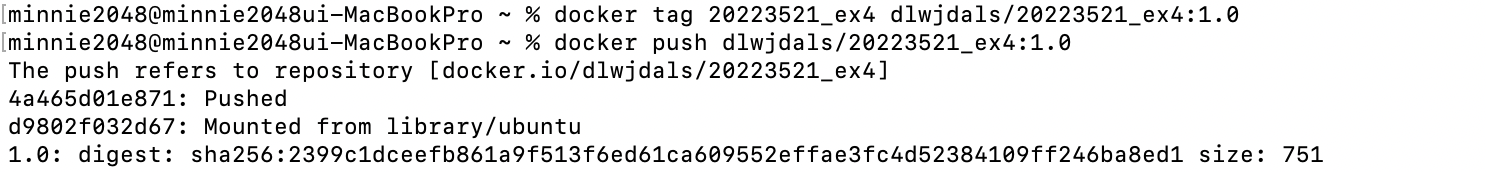 [minnie2048@minnie2048ui-MacBookPro ~ % docker tag 20223521_ex4 dlwjdals/20223521_ex4:1.0
[minnie2048@minnie2048ui-MacBookPro ~ % docker push dlwjdals/20223521_ex4:1.0
The push refers to repository [docker.io/dlwjdals/20223521_ex4]
4a465d01e871: Pushed
d9802f032d67: Mounted from library/ubuntu
1.0: digest: sha256:2399c1dceefb861a9f513f6ed61ca609552effae3fc4d52384109ff246ba8ed1 size: 751